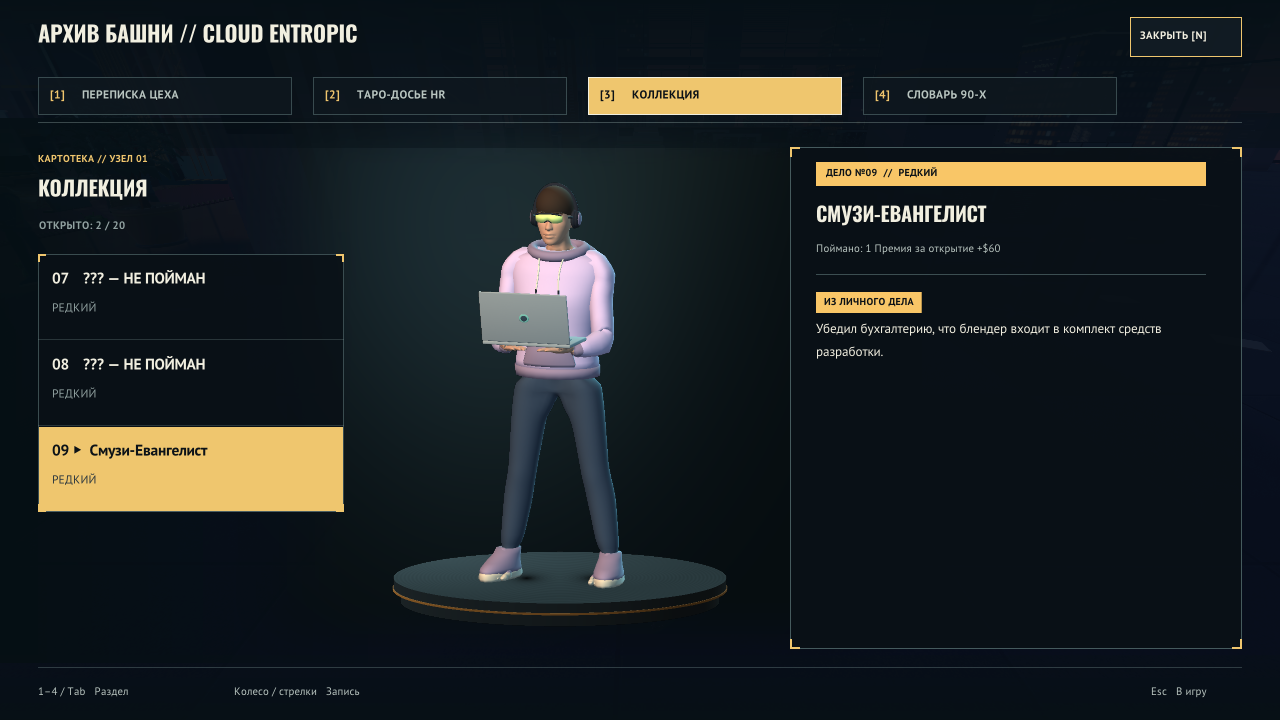 АРХИВ БАШНИ // CLOUD ENTROPIC
ЗАКРЫТЬ [N]
[1] ПЕРЕПИСКА ЦЕХА
[2] ТАРО-ДОСЬЕ HR
[3] КОЛЛЕКЦИЯ
[4] СЛОВАРЬ 90-Х
КАРТОТЕКА // УЗЕЛ 01
КОЛЛЕКЦИЯ
ОТКРЫТО: 2 / 20
07 ??? — НЕ ПОЙМАН
РЕДКИЙ
08 ??? — НЕ ПОЙМАН
РЕДКИЙ
09 ▶ Смузи-Евангелист
РЕДКИЙ
ДЕЛО №09 // РЕДКИЙ
СМУЗИ-ЕВАНГЕЛИСТ
Поймано: 1 Премия за открытие +$60
ИЗ ЛИЧНОГО ДЕЛА
Убедил бухгалтерию, что блендер входит в комплект средств
разработки.
1–4 / Tab Раздел
Колесо / стрелки Запись
Esc В игру